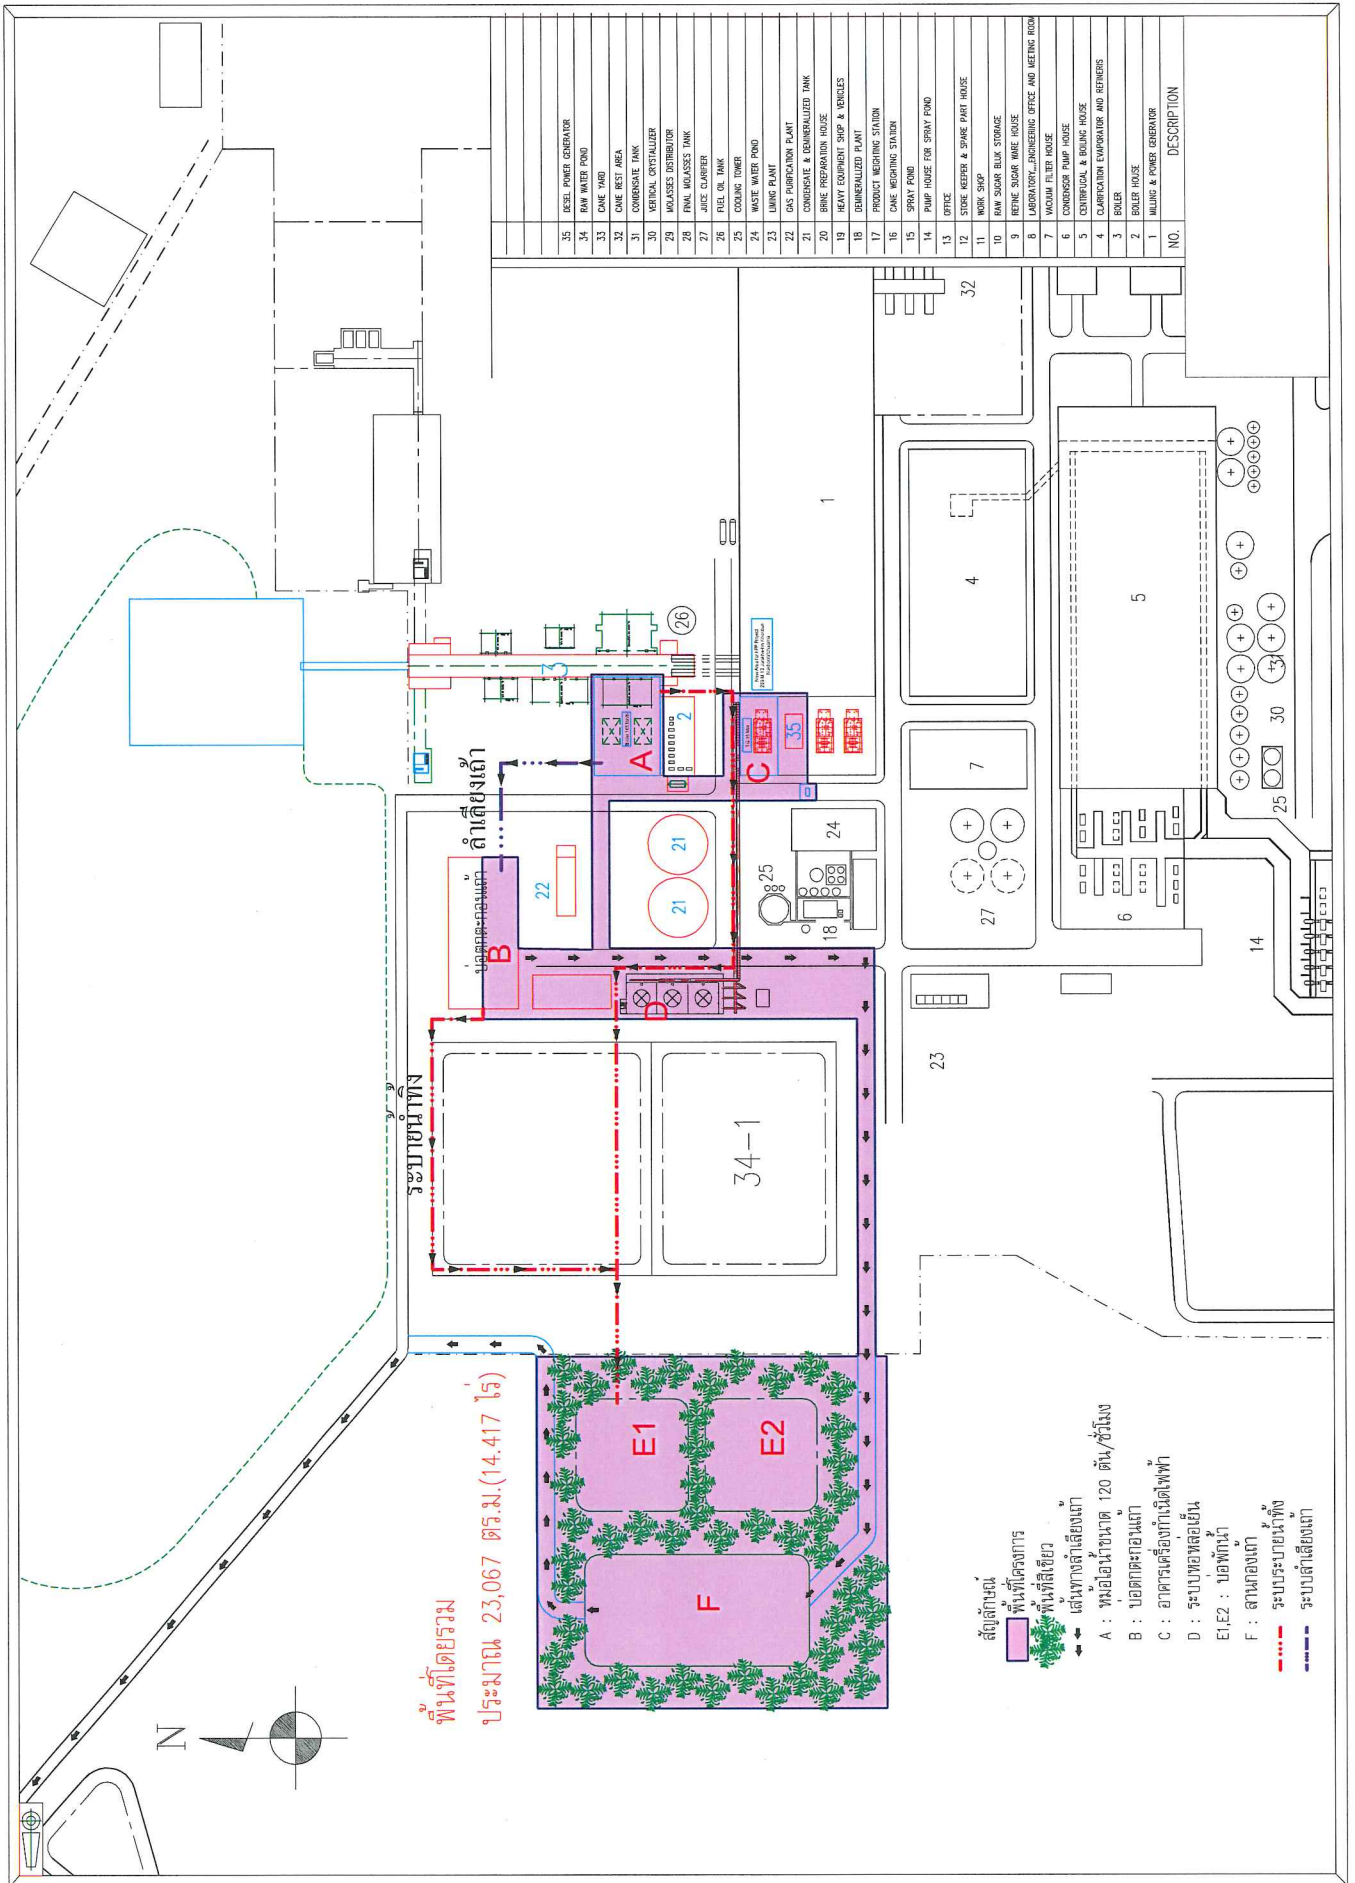 พื้นที่โดยรวม
ประมาณ 23,067 ตร.ม.(14.417 ไร่)
N
ระบายน้ำทิ้ง
ลำเลียงเถ้า
บ่อตกตะกอนเถ้า
A
B
C
D
E1
E2
F
1
2
3
4
5
6
7
14
18
21
21
22
23
24
25
25
26
27
30
31
32
34-1
35
สัญลักษณ์
พื้นที่โครงการ
พื้นที่สีเขียว
เส้นทางลำเลียงเถ้า
A : หม้อไอน้ำขนาด 120 ตัน/ชั่วโมง
B : บ่อตกตะกอนเถ้า
C : อาคารเครื่องกำเนิดไฟฟ้า
D : ระบบหอหล่อเย็น
E1,E2 : บ่อพักน้ำ
F : ลานกองเถ้า
ระบบระบายน้ำทิ้ง
ระบบลำเลียงเถ้า
35 DESEL POWER GENERATOR
34 RAW WATER POND
33 CANE YARD
32 CANE REST AREA
31 CONDENSATE TANK
30 VERTICAL CRYSTALLIZER
29 MOLASSES DISTRIBUTOR
28 FINAL MOLASSES TANK
27 JUICE CLARIFIER
26 FUEL OIL TANK
25 COOLING TOWER
24 WASTE WATER POND
23 LIMING PLANT
22 GAS PURIFICATION PLANT
21 CONDENSATE & DEMINERALLIZED TANK
20 BRINE PREPARATION HOUSE
19 HEAVY EQUIPMENT SHOP & VEHICLES
18 DEMINERALLIZED PLANT
17 PRODUCT WEIGHTING STATION
16 CANE WEIGHTING STATION
15 SPRAY POND
14 PUMP HOUSE FOR SPRAY POND
13 OFFICE
12 STORE KEEPER & SPARE PART HOUSE
11 WORK SHOP
10 RAW SUGAR BLUK STORAGE
9 REFINE SUGAR WARE HOUSE
8 LABORATORY,,,ENGINEERING OFFICE AND MEETING ROOM
7 VACUUM FILTER HOUSE
6 CONDENSOR PUMP HOUSE
5 CENTRIFUGAL & BOILING HOUSE
4 CLARIFICATION EVAPORATOR AND REFINERIS
3 BOILER
2 BOILER HOUSE
1 MILLING & POWER GENERATOR
NO. DESCRIPTION